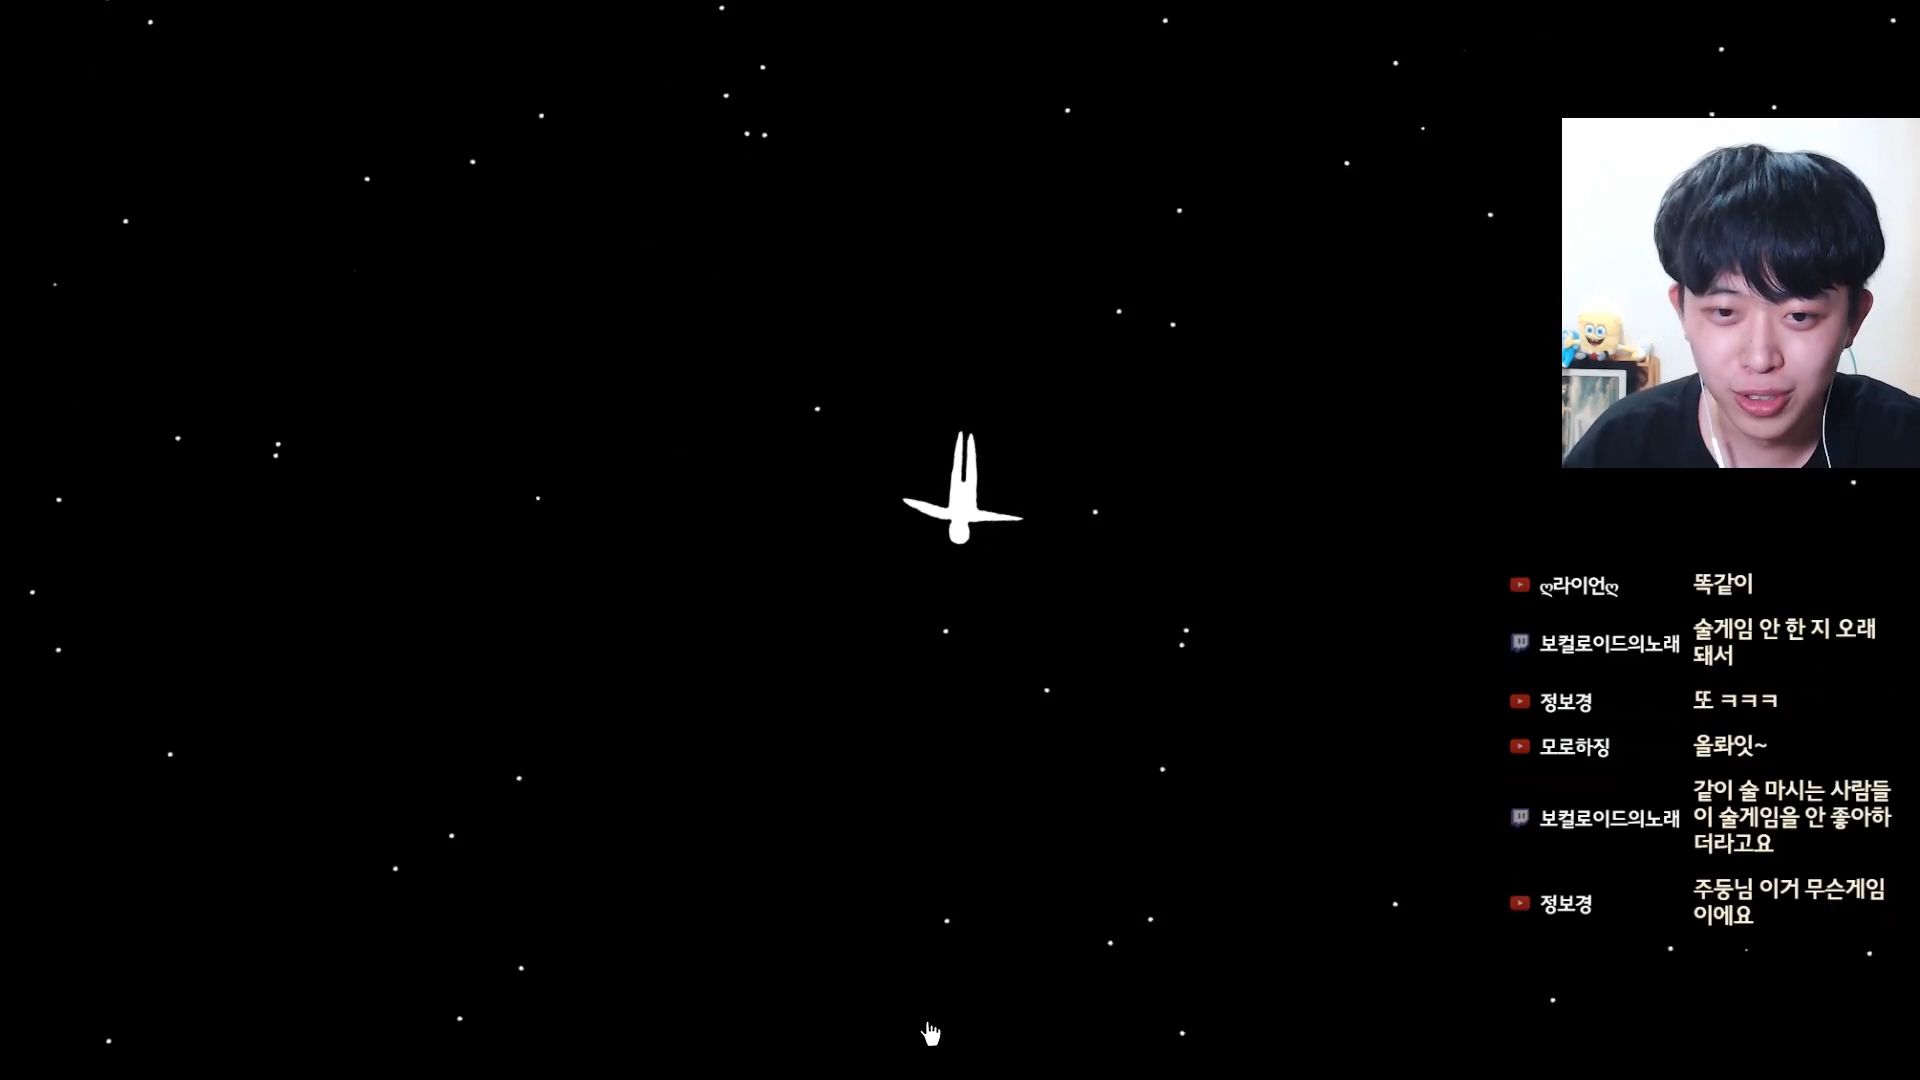 ღ라이언ღ 똑같이
보컬로이드의노래 술게임 안 한 지 오래
돼서
정보경 또 ㅋㅋㅋ
모로하징 올롸잇~
같이 술 마시는 사람들
보컬로이드의노래 이 술게임을 안 좋아하
더라고요
정보경 주둥님 이거 무슨게임
이에요